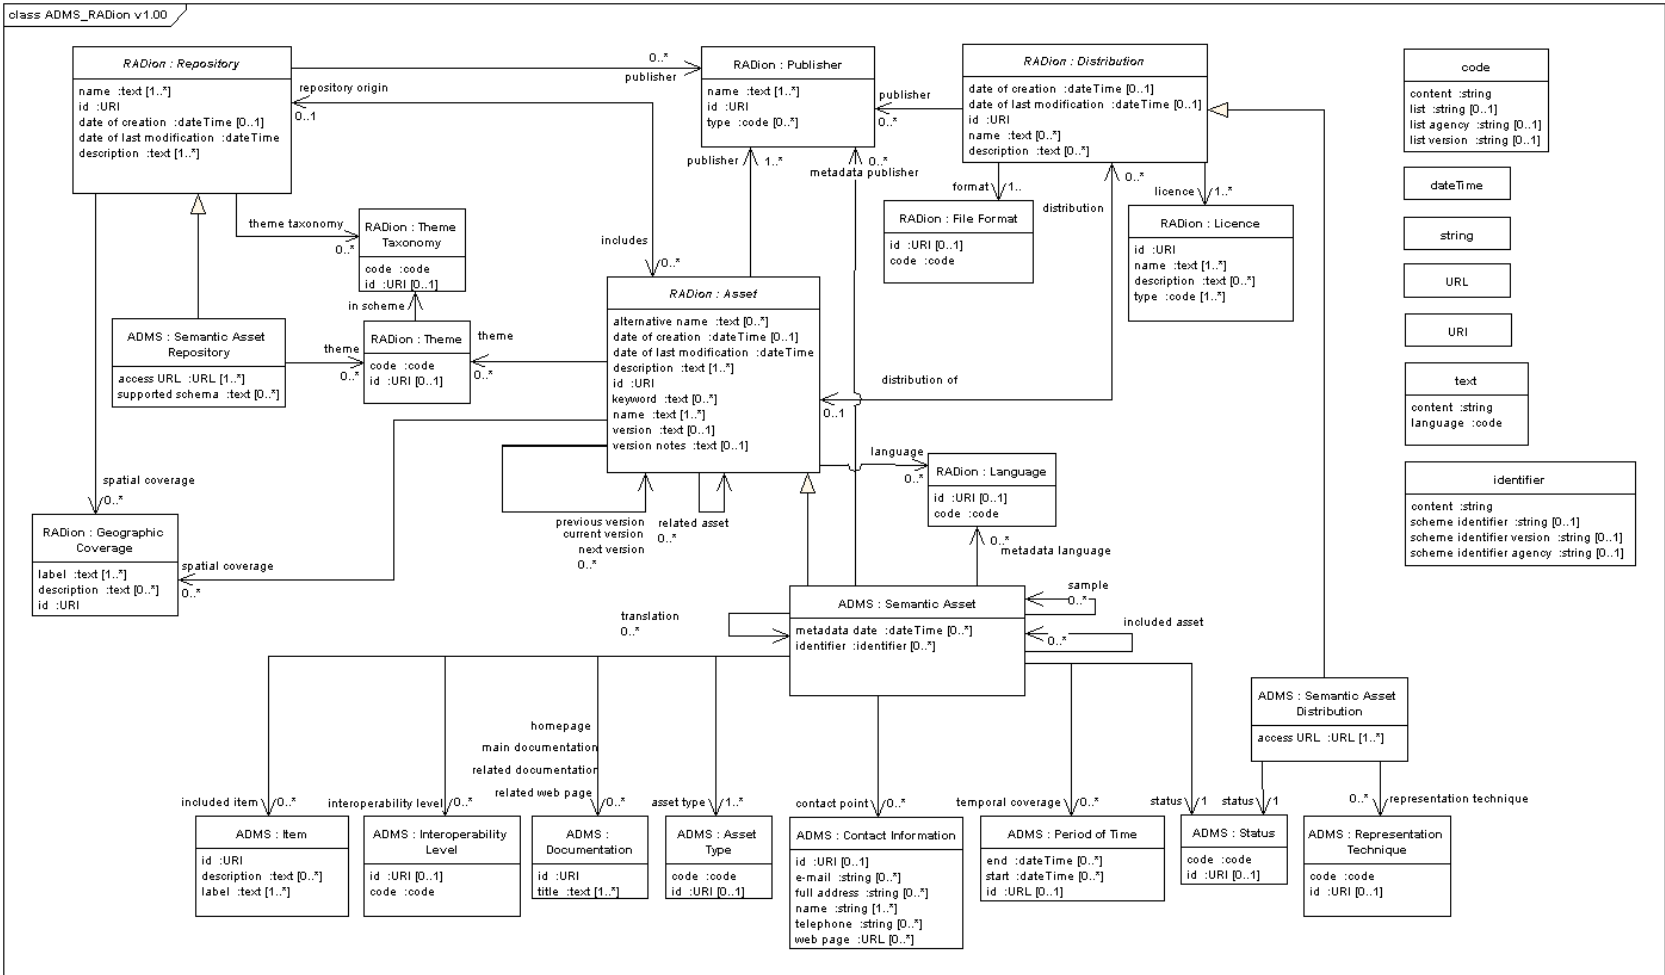 class ADMS_RADion v1.00
RADion : Repository
name :text [1..*]
id :URI
date of creation :dateTime [0..1]
date of last modification :dateTime
description :text [1..*]
0..*
publisher
repository origin
0..1
RADion : Publisher
name :text [1..*]
id :URI
type :code [0..*]
publisher
0..*
RADion : Distribution
date of creation :dateTime [0..1]
date of last modification :dateTime [0..1]
id :URI
name :text [0..*]
description :text [0..*]
code
content :string
list :string [0..1]
list agency :string [0..1]
list version :string [0..1]
dateTime
string
URL
URI
text
content :string
language :code
identifier
content :string
scheme identifier :string [0..1]
scheme identifier version :string [0..1]
scheme identifier agency :string [0..1]
publisher
1..*
0..*
metadata publisher
format
1..
0..*
distribution
licence
1..*
RADion : File Format
id :URI [0..1]
code :code
RADion : Licence
id :URI
name :text [1..*]
description :text [0..*]
type :code [1..*]
theme taxonomy
0..*
RADion : Theme
Taxonomy
code :code
id :URI [0..1]
in scheme
includes
0..*
ADMS : Semantic Asset
Repository
access URL :URL [1..*]
supported schema :text [0..*]
theme
0..*
RADion : Theme
code :code
id :URI [0..1]
theme
0..*
RADion : Asset
alternative name :text [0..*]
date of creation :dateTime [0..1]
date of last modification :dateTime
description :text [1..*]
id :URI
keyword :text [0..*]
name :text [1..*]
version :text [0..1]
version notes :text [0..1]
distribution of
0..1
language
0..*
RADion : Language
id :URI [0..1]
code :code
0..*
metadata language
spatial coverage
0..*
RADion : Geographic
Coverage
label :text [1..*]
description :text [0..*]
id :URI
spatial coverage
0..*
previous version
current version
next version
0..*
related asset
0..*
translation
0..*
ADMS : Semantic Asset
metadata date :dateTime [0..*]
identifier :identifier [0..*]
sample
0..*
included asset
0..*
ADMS : Semantic Asset
Distribution
access URL :URL [1..*]
included item
0..*
interoperability level
0..*
homepage
main documentation
related documentation
related web page
0..*
asset type
1..*
contact point
0..*
temporal coverage
0..*
status
1
status
1
0..*
representation technique
ADMS : Item
id :URI
description :text [0..*]
label :text [1..*]
ADMS : Interoperability
Level
id :URI [0..1]
code :code
ADMS :
Documentation
id :URI
title :text [1..*]
ADMS : Asset
Type
code :code
id :URI [0..1]
ADMS : Contact Information
id :URI [0..1]
e-mail :string [0..*]
full address :string [0..*]
name :string [1..*]
telephone :string [0..*]
web page :URL [0..*]
ADMS : Period of Time
end :dateTime [0..*]
start :dateTime [0..*]
id :URL [0..1]
ADMS : Status
code :code
id :URI [0..1]
ADMS : Representation
Technique
code :code
id :URI [0..1]